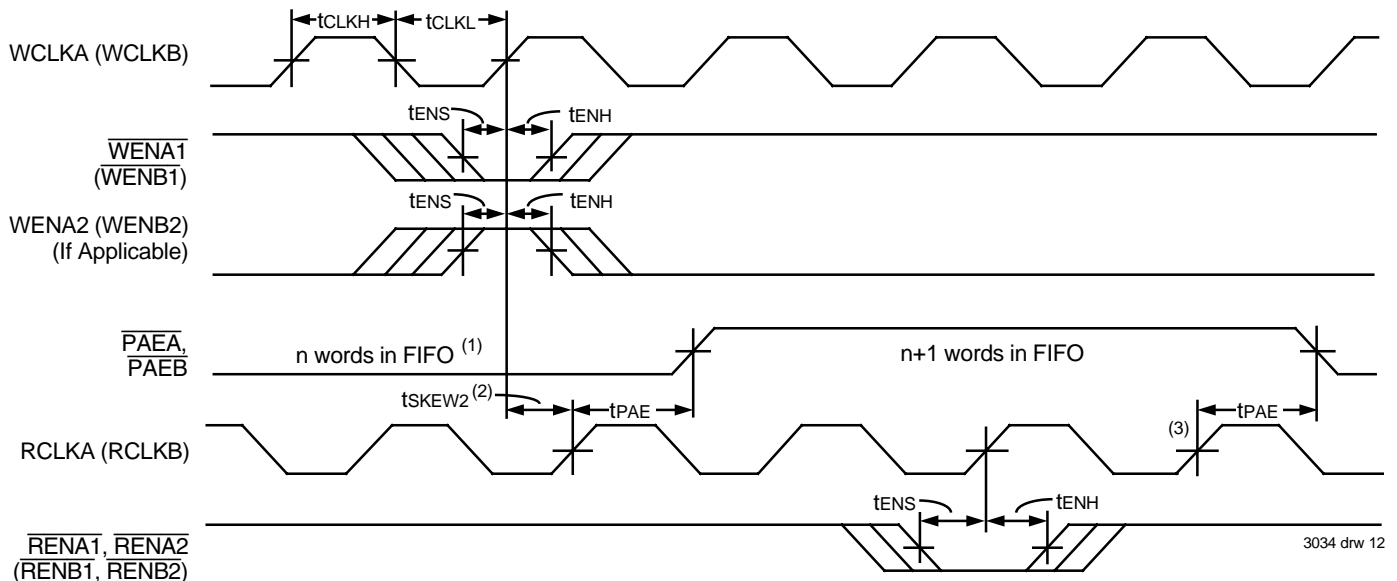 tCLKH tCLKL
WCLKA (WCLKB)
tENS tENH
WENA1
(WENB1)
tENS tENH
WENA2 (WENB2)
(If Applicable)
PAEA,
PAEB
n words in FIFO (1)
n+1 words in FIFO
tSKEW2 (2) tPAE
(3) tPAE
RCLKA (RCLKB)
tENS tENH
RENA1, RENA2
(RENB1, RENB2)
3034 drw 12